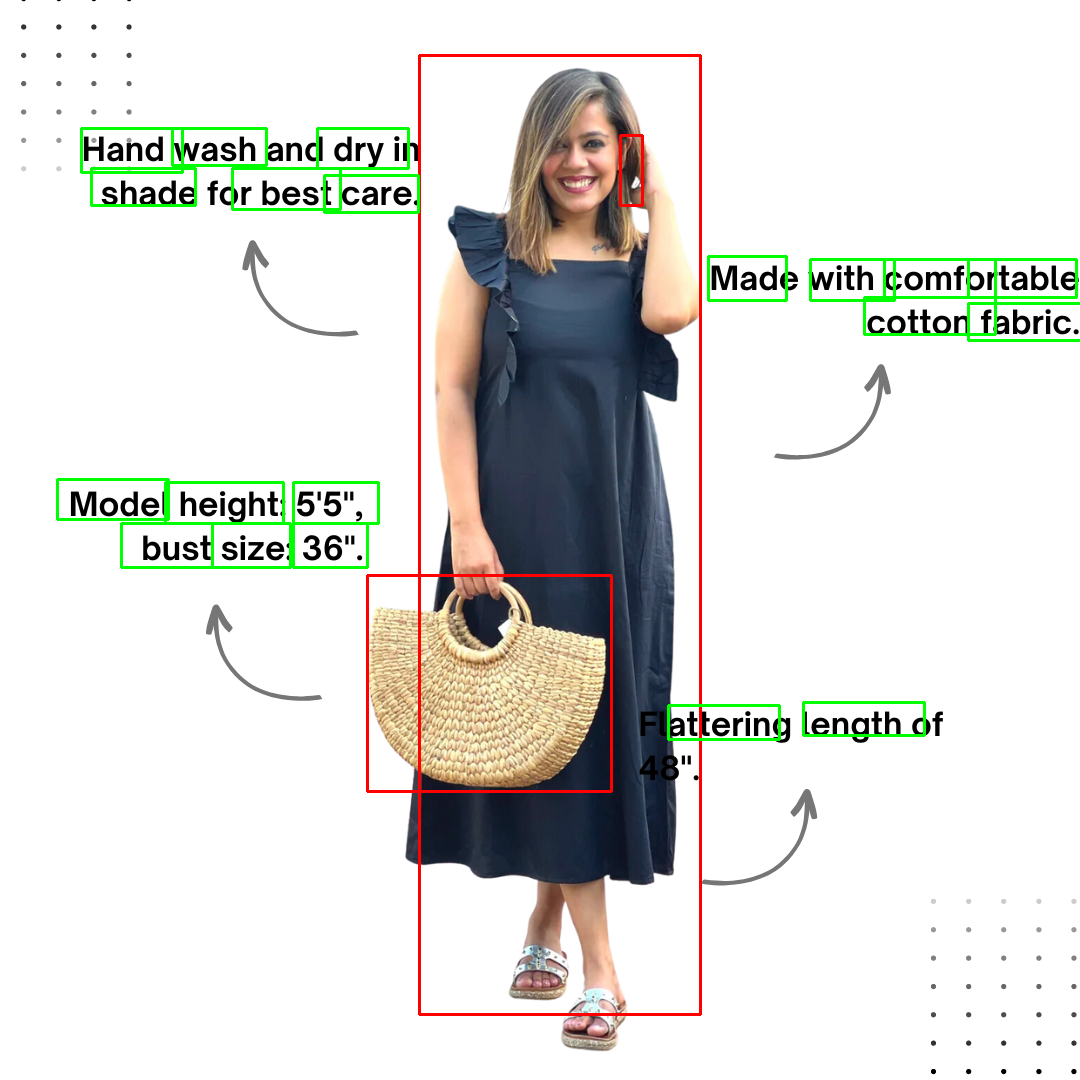 Hand wash and dry in
shade for best care.
Made with comfortable
cotton fabric.
Model height: 5'5",
bust size: 36".
Flattering length of
48".